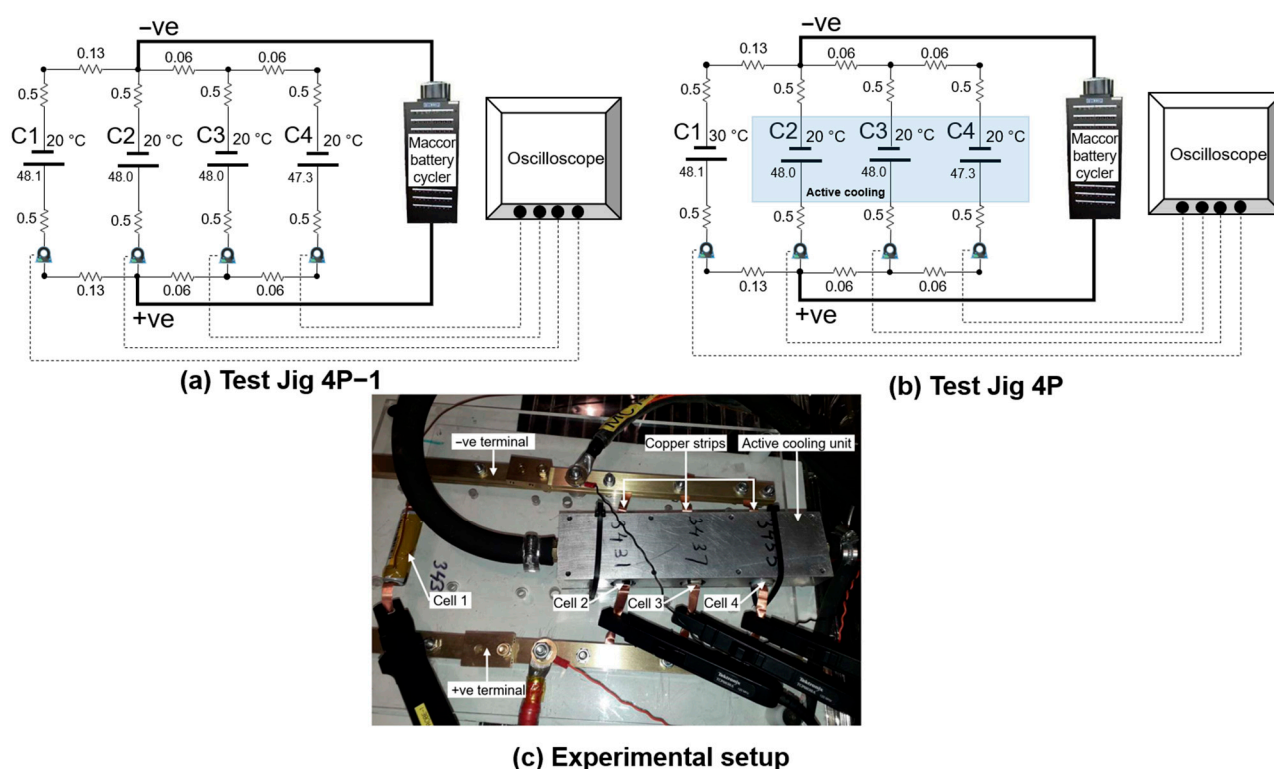 –ve
0.13
0.06
0.06
0.5
0.5
0.5
0.5
C1
20 °C
C2
20 °C
C3
20 °C
C4
20 °C
48.1
48.0
48.0
47.3
0.5
0.5
0.5
0.5
0.13
0.06
0.06
+ve
Maccor
battery
cycler
Oscilloscope
(a) Test Jig 4P−1
–ve
0.13
0.06
0.06
0.5
0.5
0.5
0.5
C1
30 °C
C2
20 °C
C3
20 °C
C4
20 °C
48.1
48.0
48.0
47.3
Active cooling
0.5
0.5
0.5
0.5
0.13
0.06
0.06
+ve
Maccor
battery
cycler
Oscilloscope
(b) Test Jig 4P
–ve terminal
Copper strips
Active cooling unit
3431
3437
3455
343
Cell 1
Cell 2
Cell 3
Cell 4
+ve terminal
Tektronix
(c) Experimental setup